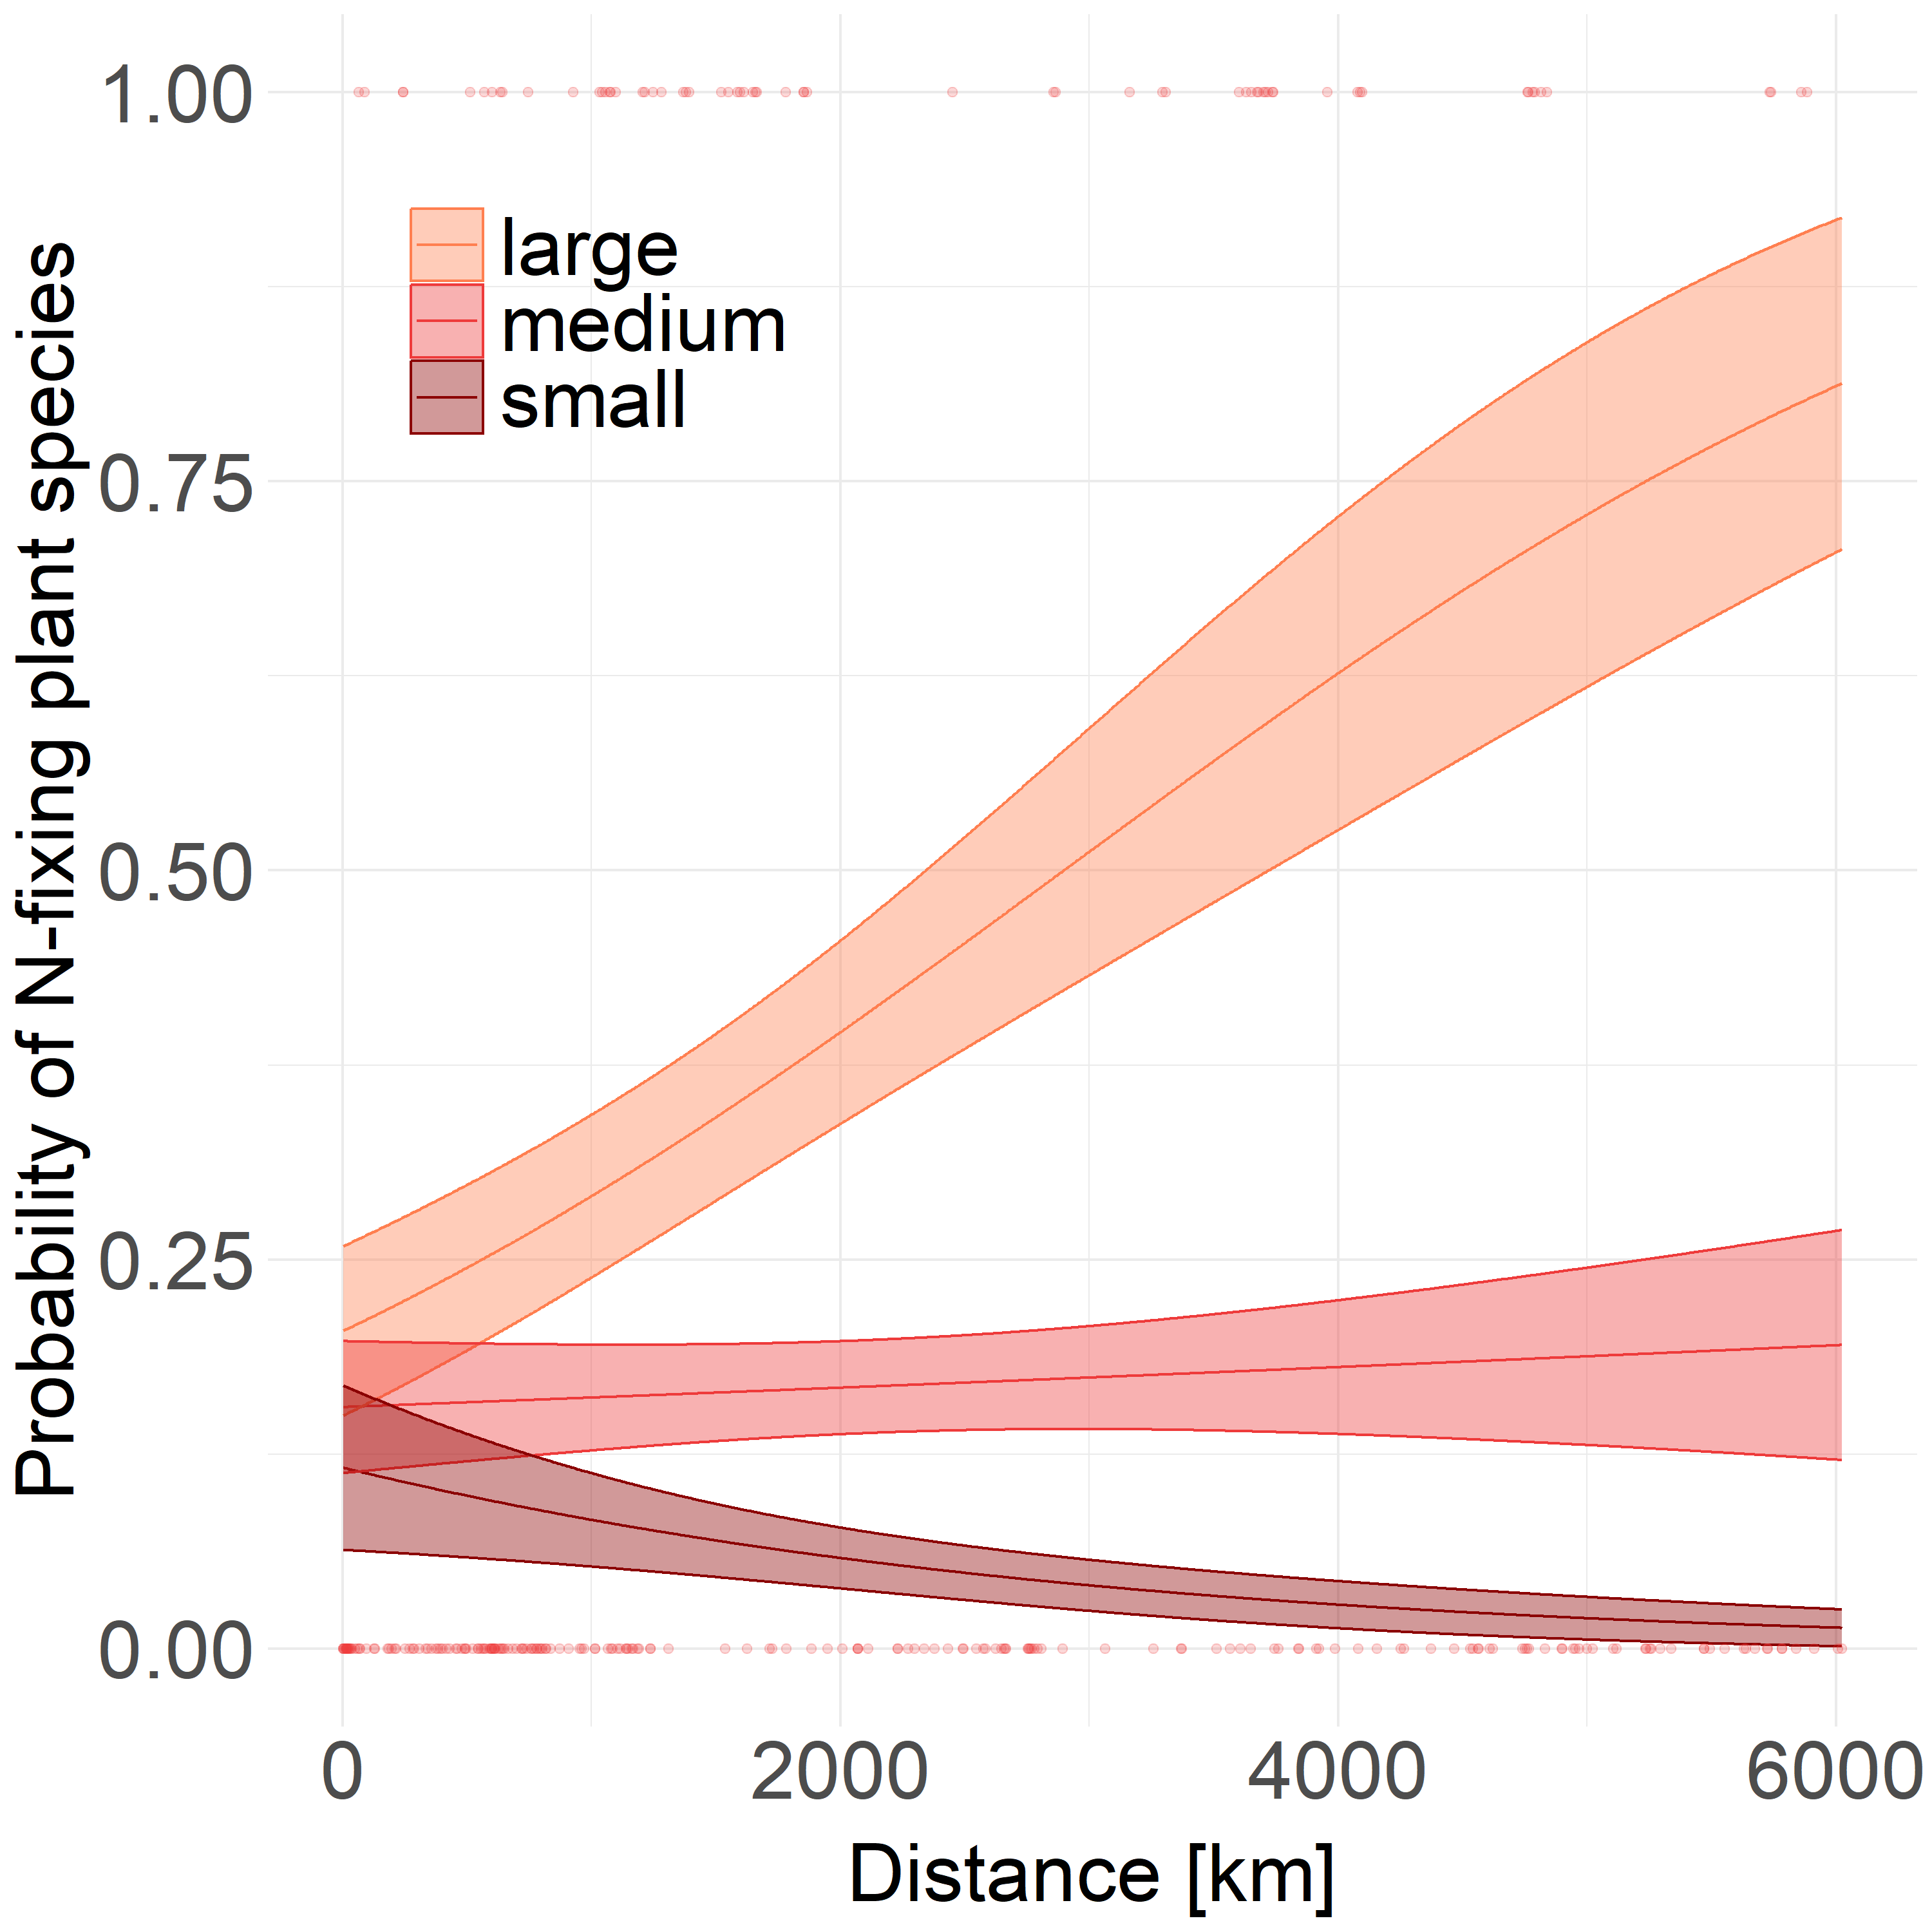 Probability of N-fixing plant species
1.00
0.75
0.50
0.25
0.00
large
medium
small
0 2000 4000 6000
Distance [km]